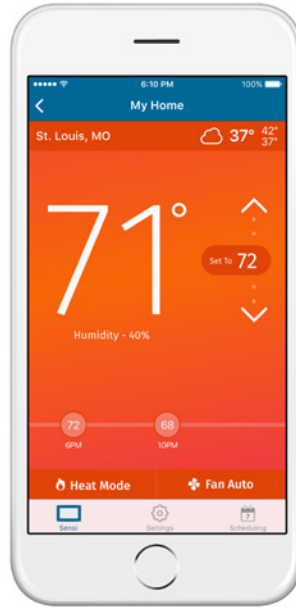 6:10 PM
100%
My Home
St. Louis, MO
37°
42°
37°
71°
Set To 72
Humidity - 40%
72
68
6PM
10PM
Heat Mode
Fan Auto
7
Sensi
Settings
Scheduling